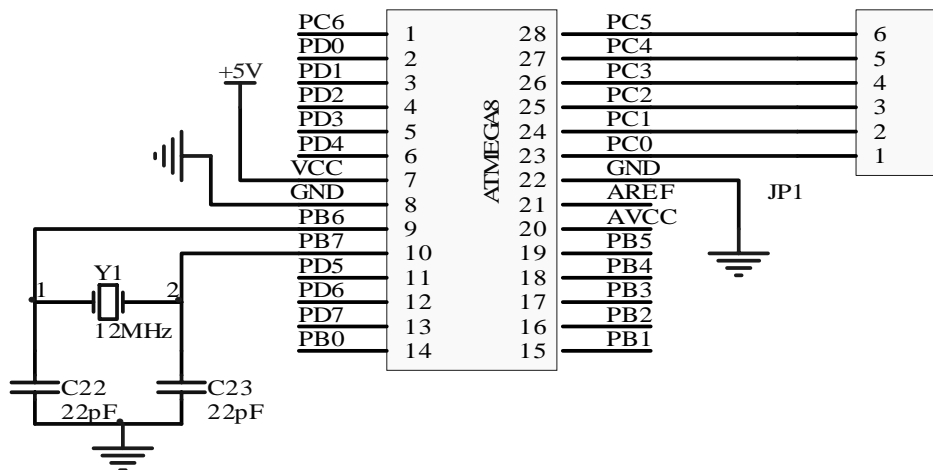 PC6 1 28 PC5 6
PD0 2 27 PC4 5
PD1 3 26 PC3 4
PD2 4 25 PC2 3
PD3 5 24 PC1 2
PD4 6 23 PC0 1
VCC 7 22 GND
GND 8 21 AREF
PB6 9 20 AVCC
PB7 10 19 PB5
PD5 11 18 PB4
PD6 12 17 PB3
PD7 13 16 PB2
PB0 14 15 PB1
ATMEGA8
+5V
JP1
Y1
1 2
12MHz
C22
22pF
C23
22pF